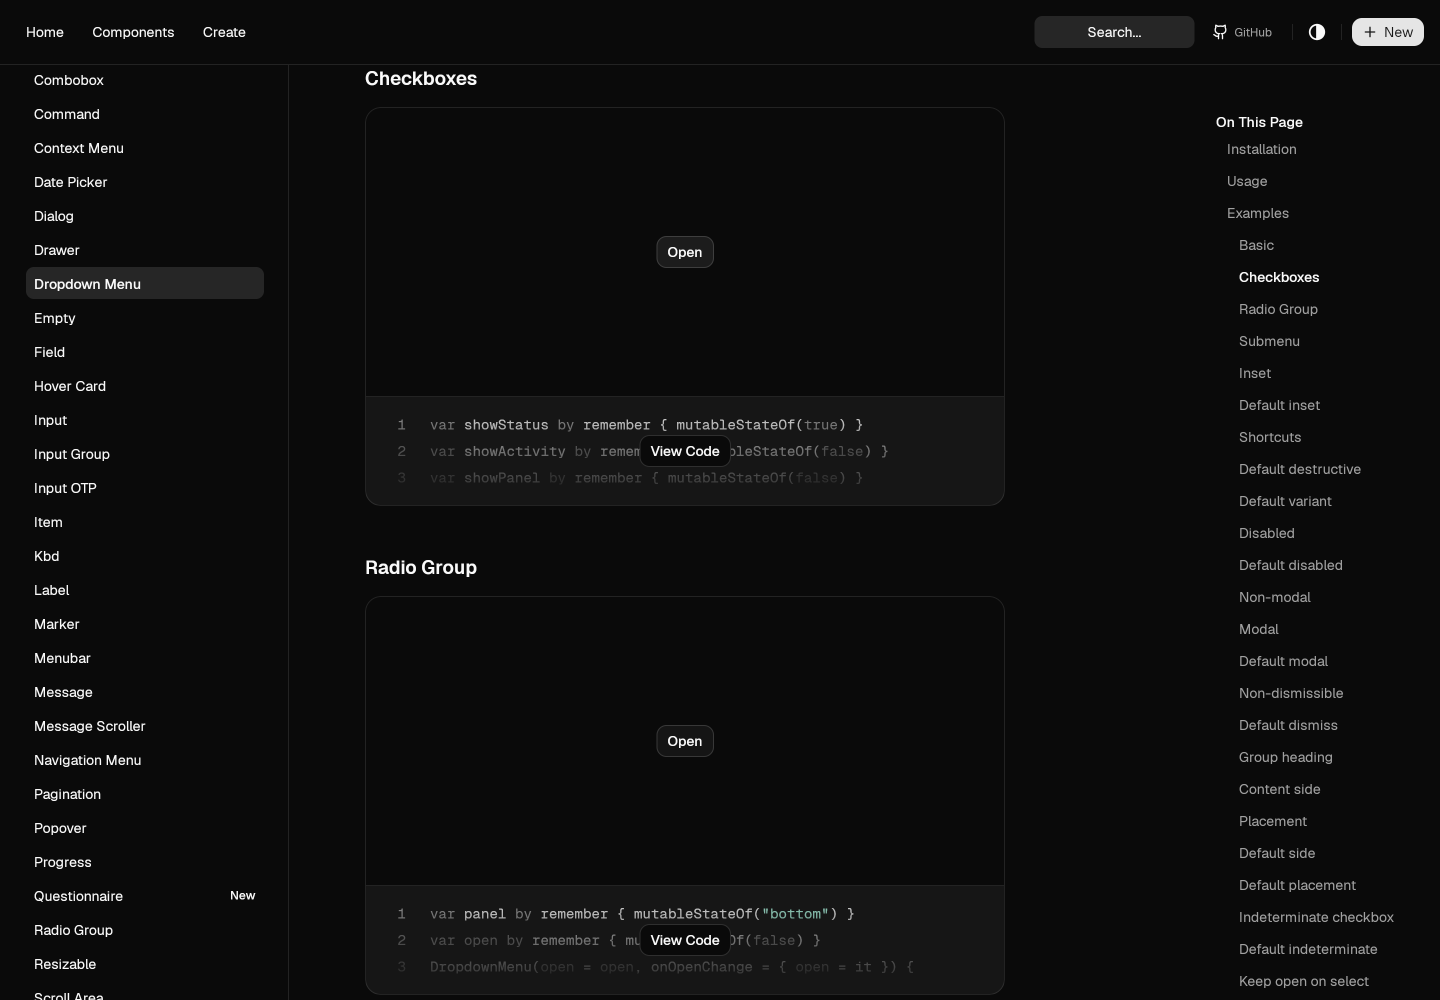 Home Components Create Search... GitHub New
Combobox
Command
Context Menu
Date Picker
Dialog
Drawer
Dropdown Menu
Empty
Field
Hover Card
Input
Input Group
Input OTP
Item
Kbd
Label
Marker
Menubar
Message
Message Scroller
Navigation Menu
Pagination
Popover
Progress
Questionnaire New
Radio Group
Resizable
Scroll Area
Checkboxes
Open
1 var showStatus by remember { mutableStateOf(true) }
2 var showActivity by remem bleStateOf(false) }
View Code
3 var showPanel by remember { mutableStateOf(false) }
Radio Group
Open
1 var panel by remember { mutableStateOf("bottom") }
2 var open by remember { mu Of(false) }
View Code
3 DropdownMenu(open = open, onOpenChange = { open = it }) {
On This Page
Installation
Usage
Examples
Basic
Checkboxes
Radio Group
Submenu
Inset
Default inset
Shortcuts
Default destructive
Default variant
Disabled
Default disabled
Non-modal
Modal
Default modal
Non-dismissible
Default dismiss
Group heading
Content side
Placement
Default side
Default placement
Indeterminate checkbox
Default indeterminate
Keep open on select